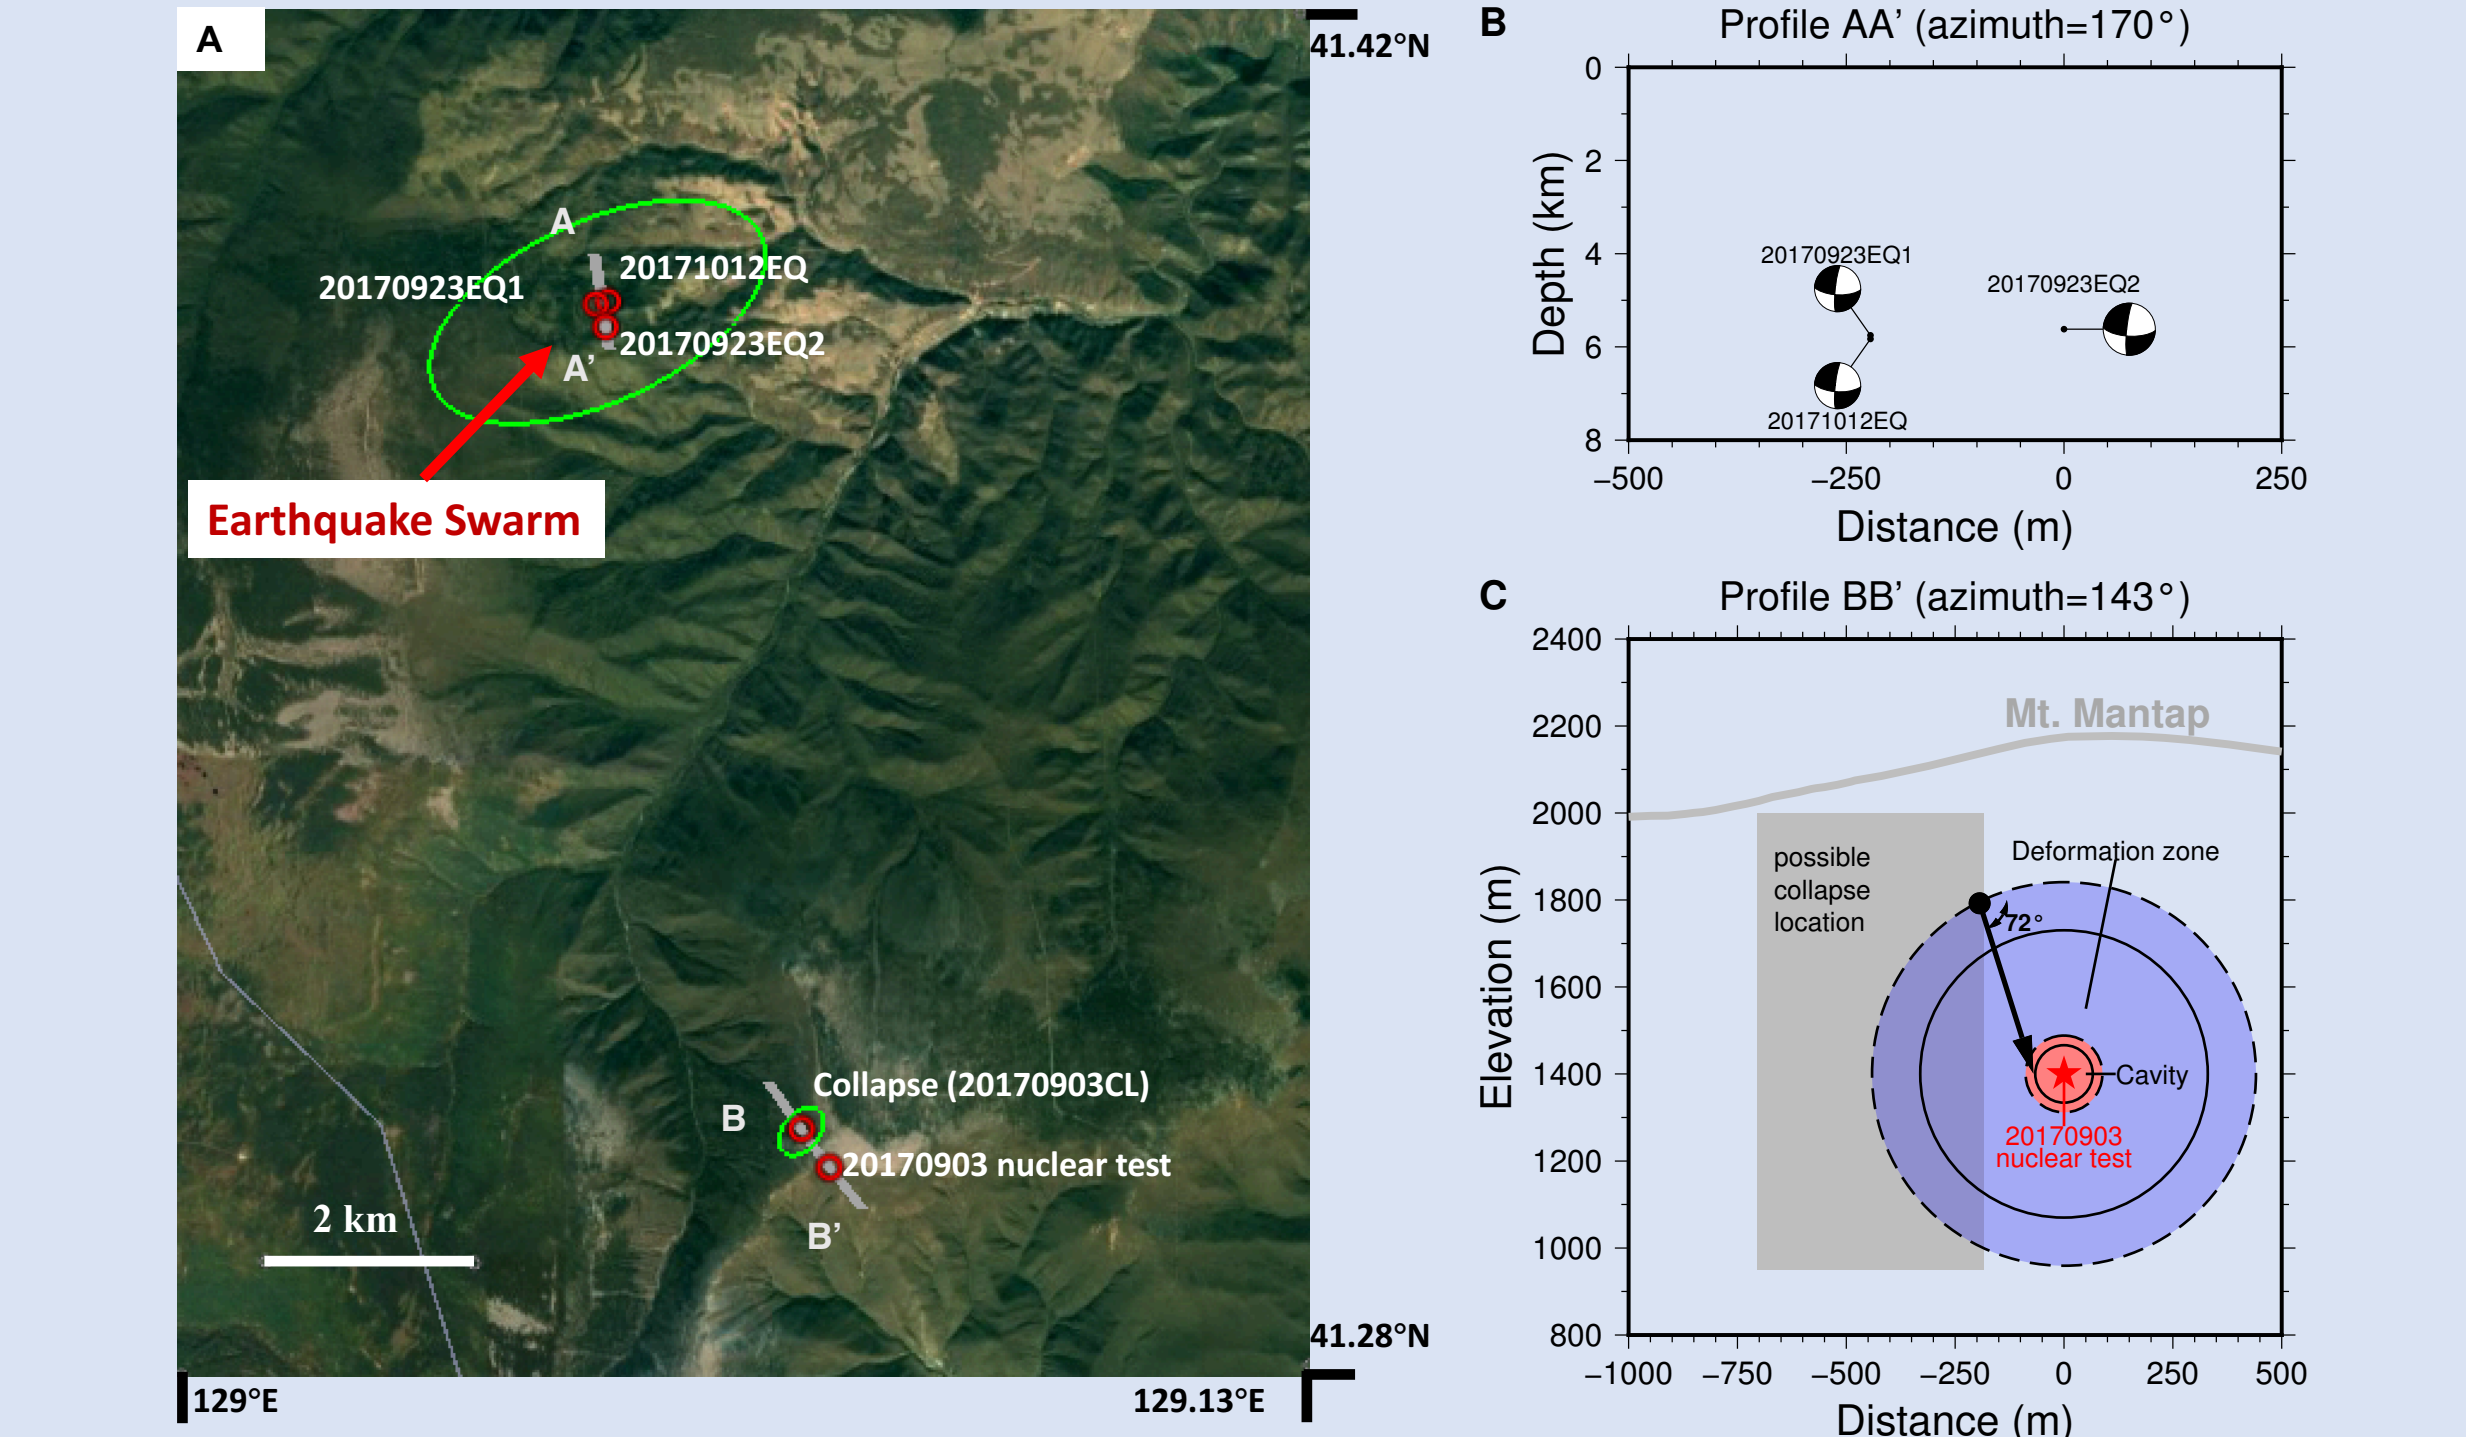 A
41.42°N
A
20171012EQ
20170923EQ1
20170923EQ2
A’
Earthquake Swarm
Collapse (20170903CL)
B
20170903 nuclear test
B’
2 km
41.28°N
129°E
129.13°E
B
Profile AA’ (azimuth=170°)
0
2
4
6
8
Depth (km)
20170923EQ1
20170923EQ2
20171012EQ
−500
−250
0
250
Distance (m)
C
Profile BB’ (azimuth=143°)
2400
2200
2000
1800
1600
1400
1200
1000
800
Elevation (m)
Mt. Mantap
possible
collapse
location
Deformation zone
72°
Cavity
20170903
nuclear test
−1000
−750
−500
−250
0
250
500
Distance (m)